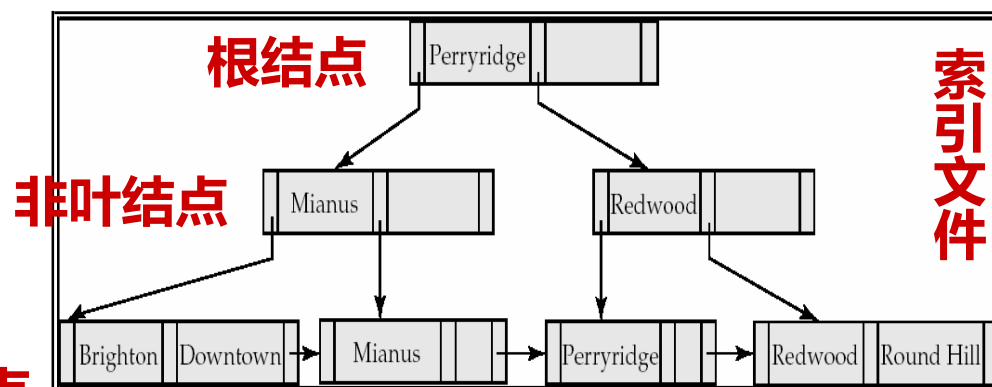 根结点
Perryridge
索引文件
非叶结点
Mianus
Redwood
Brighton Downtown Mianus Perryridge Redwood Round Hill